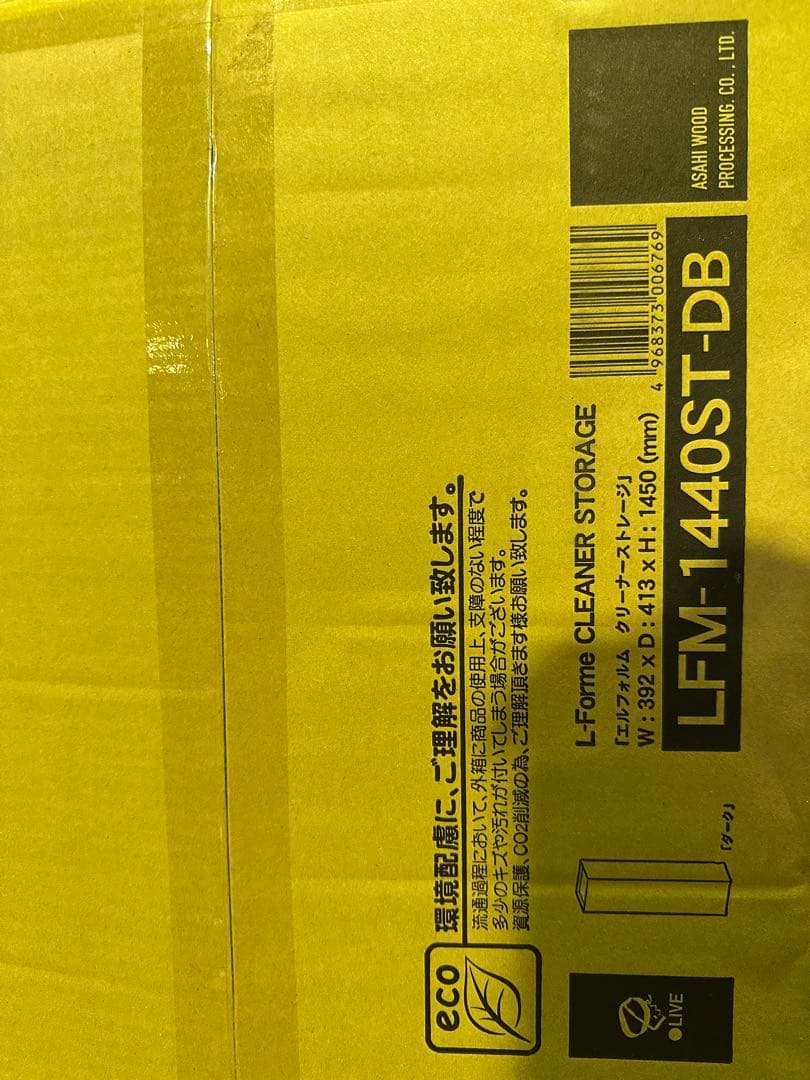 eco
環境配慮に、ご理解をお願い致します。
流通過程において、外箱に商品の使用上、支障のない程度で
多少のキズや汚れが付いてしまう場合がございます。
資源保護、CO2削減の為、ご理解頂きます様お願い致します。
●LIVE
「ダーク」
L-Forme CLEANER STORAGE
「エルフォルム クリーナーストレージ」
W : 392 x D : 413 x H : 1450 (mm)
LFM-1440ST-DB
4 968373 006769
ASAHI WOOD
PROCESSING. CO., LTD.